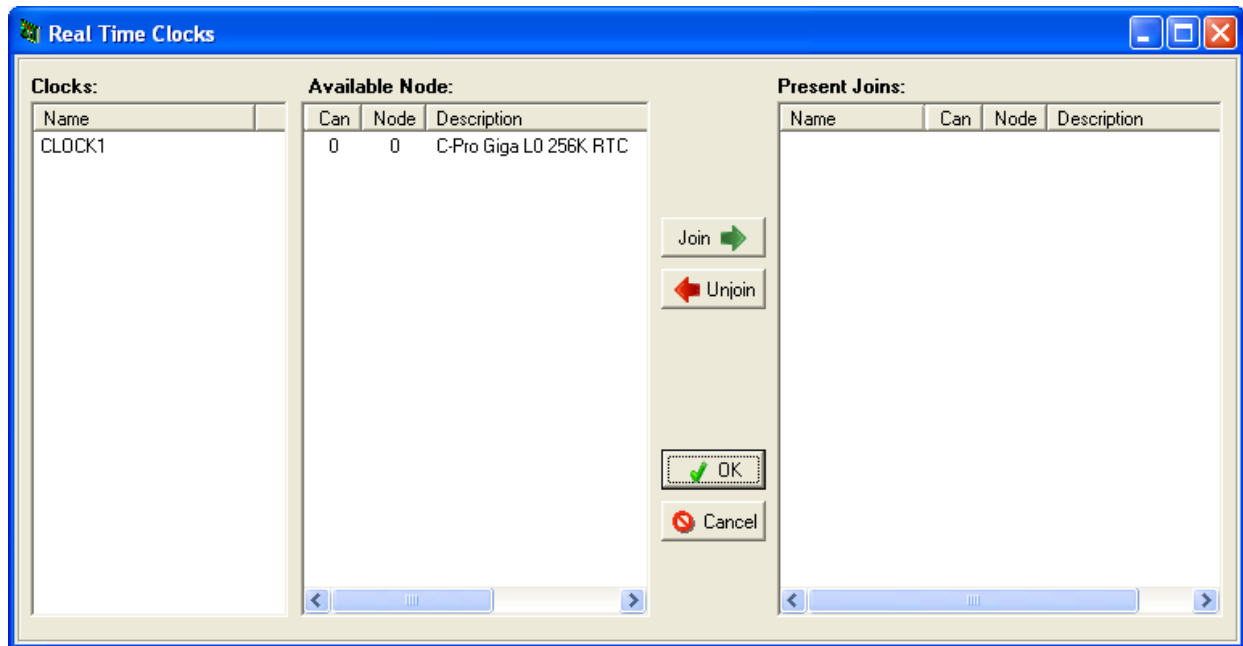 Real Time Clocks
Clocks:
Available Node:
Present Joins:
Name
Can Node Description
Name Can Node Description
CLOCK1
0 0 C-Pro Giga L0 256K RTC
Join
Unjoin
OK
Cancel